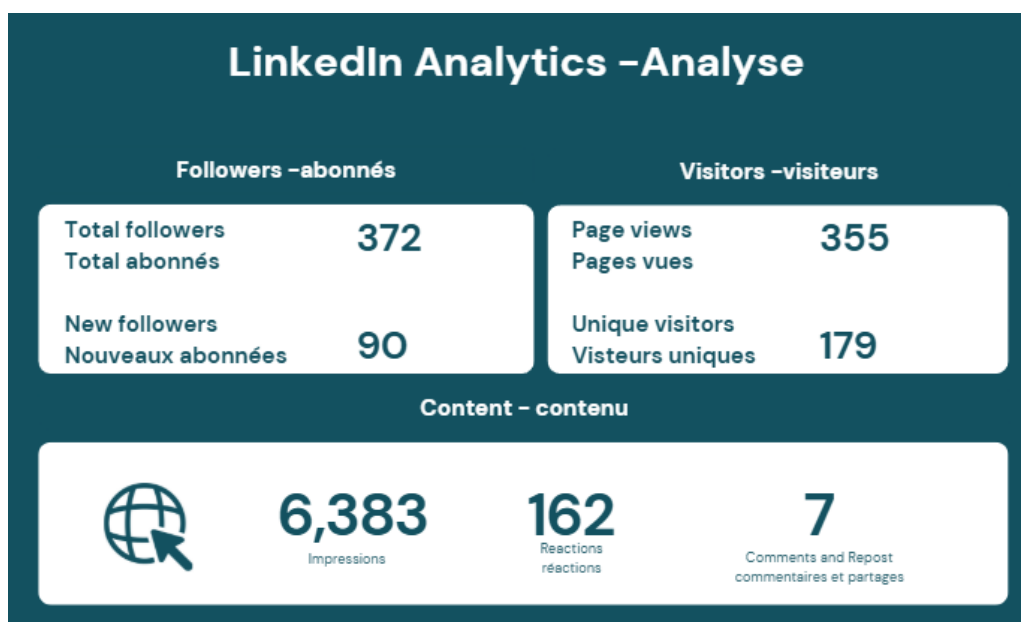 LinkedIn Analytics -Analyse
Followers -abonnés
Total followers
Total abonnés
372
New followers
Nouveaux abonnées
90
Visitors -visiteurs
Page views
Pages vues
355
Unique visitors
Visteurs uniques
179
Content - contenu
6,383
Impressions
162
Reactions
réactions
7
Comments and Repost
commentaires et partages